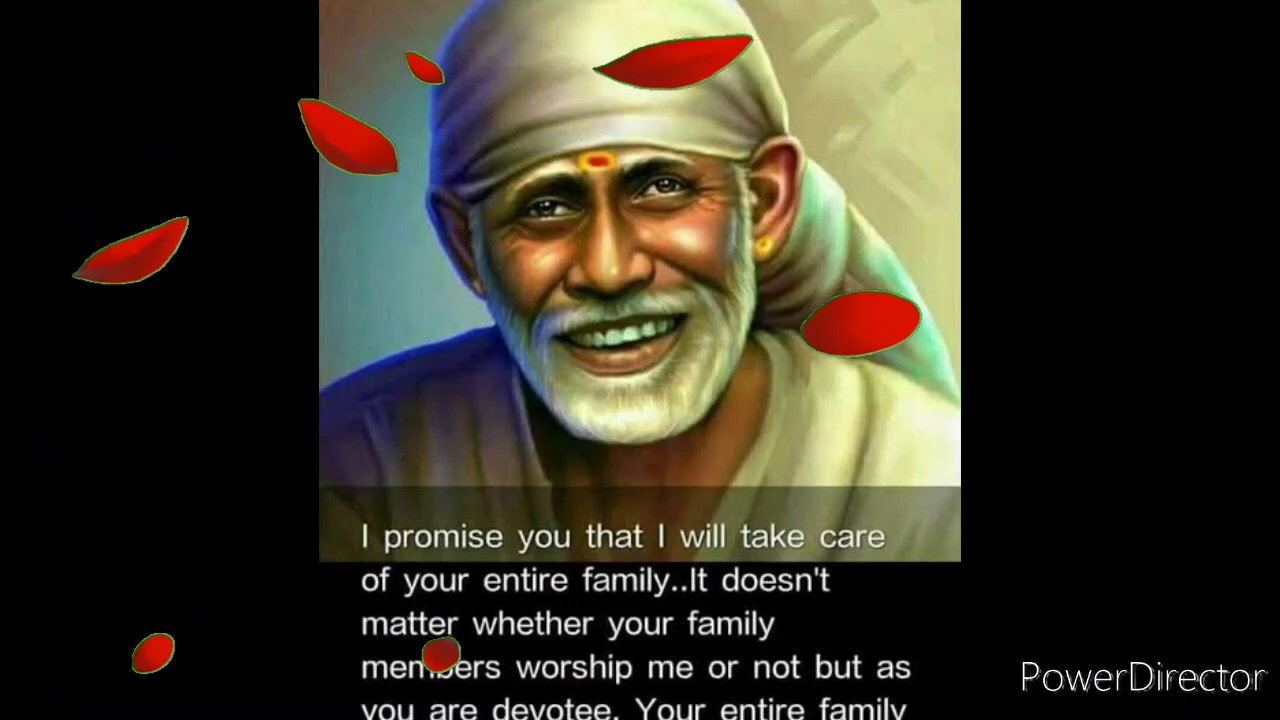 I promise you that I will take care
of your entire family..It doesn't
matter whether your family
members worship me or not but as
you are devotee. Your entire family
PowerDirector